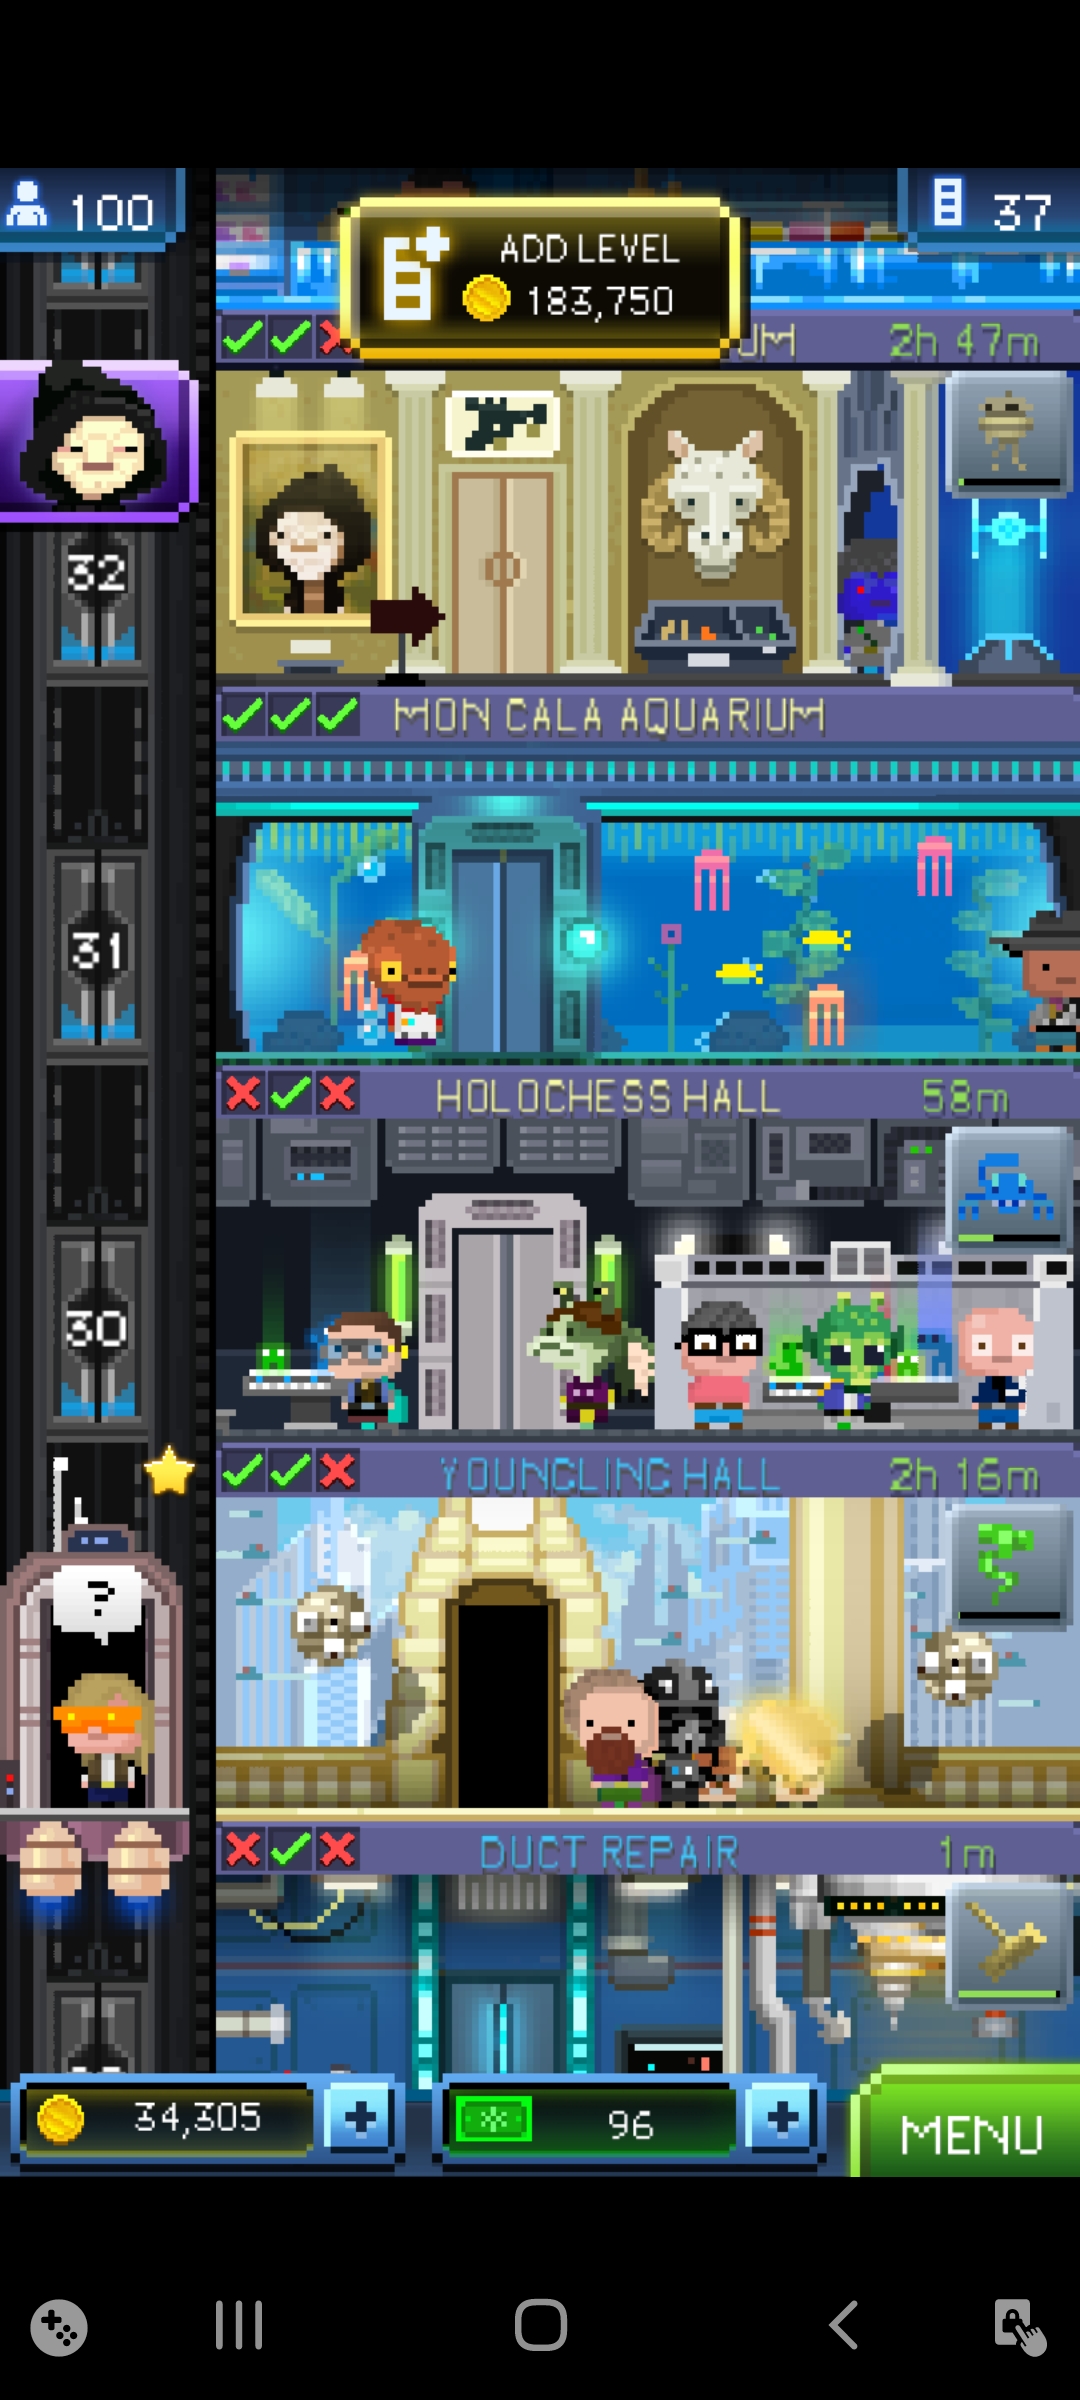 100
ADD LEVEL
183,750
37
UM
2h 47m
32
MON CALA AQUARIUM
31
HOLOCHESS HALL
58m
30
YOUNGLING HALL
2h 16m
?
DUCT REPAIR
1m
34,305
+
96
+
MENU